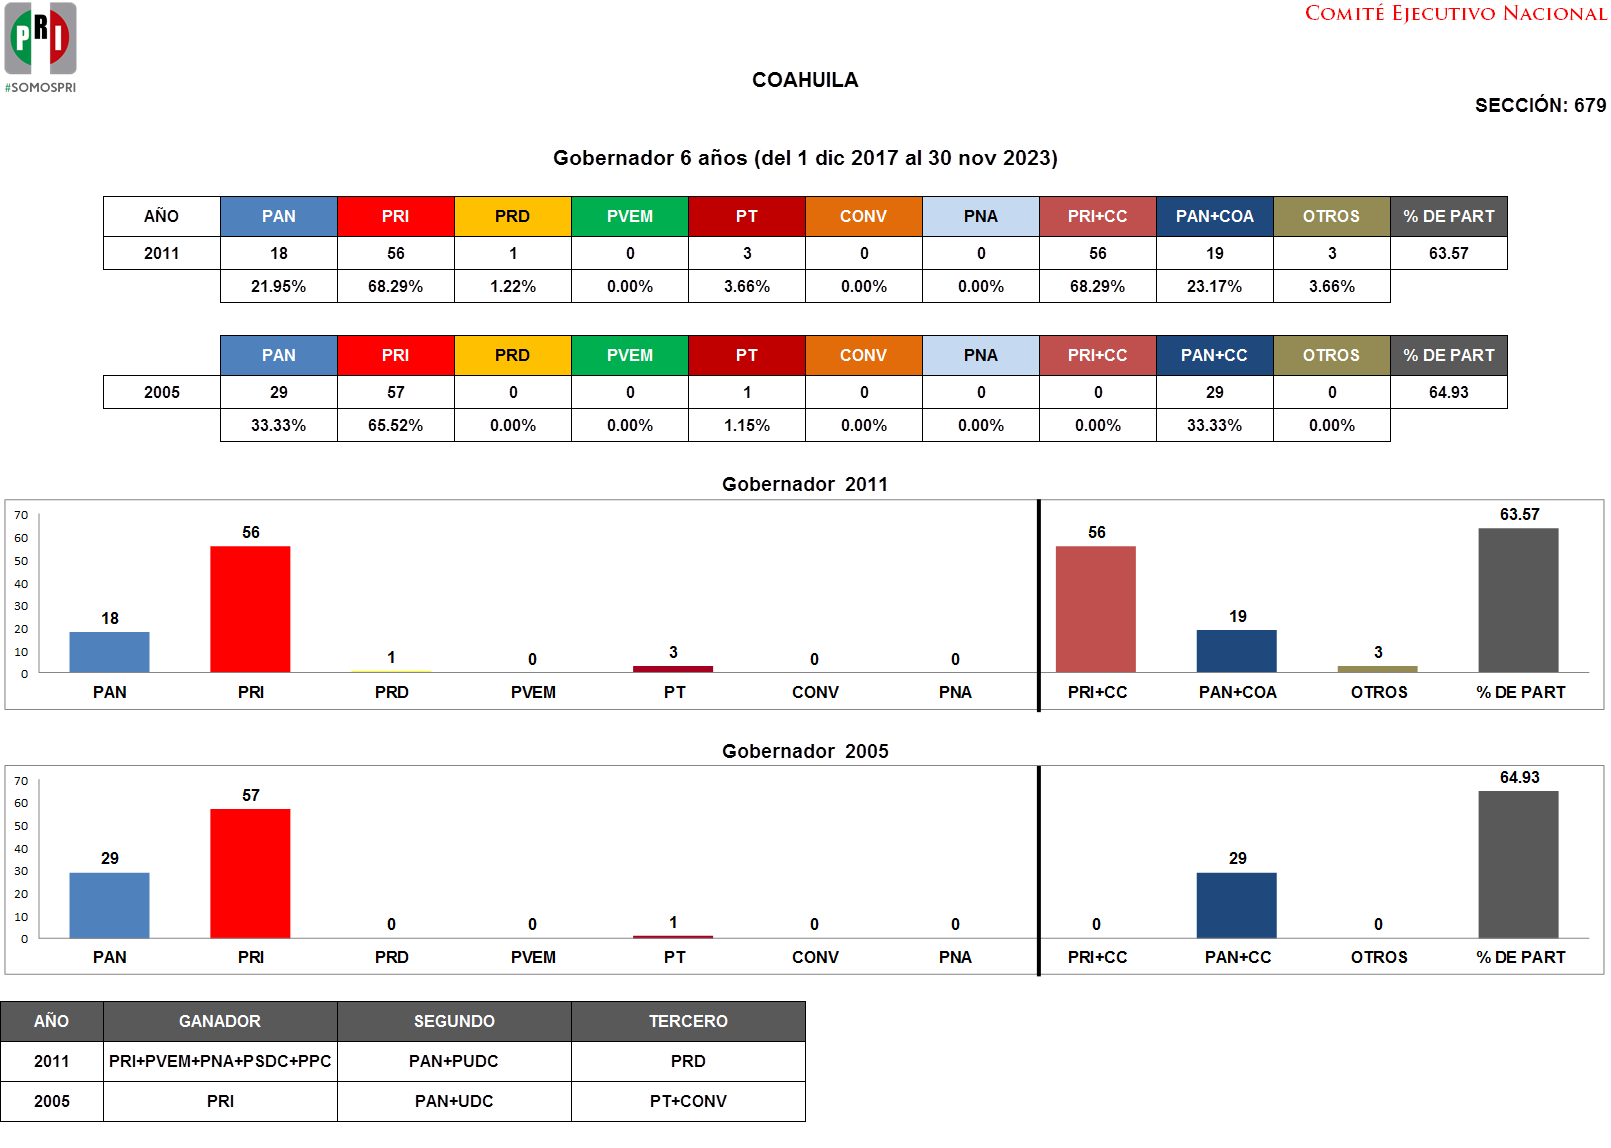 PRI
#SOMOSPRI
COMITÉ EJECUTIVO NACIONAL
COAHUILA
SECCIÓN: 679
Gobernador 6 años (del 1 dic 2017 al 30 nov 2023)
AÑO PAN PRI PRD PVEM PT CONV PNA PRI+CC PAN+COA OTROS % DE PART
2011 18 56 1 0 3 0 0 56 19 3 63.57
21.95% 68.29% 1.22% 0.00% 3.66% 0.00% 0.00% 68.29% 23.17% 3.66%
PAN PRI PRD PVEM PT CONV PNA PRI+CC PAN+CC OTROS % DE PART
2005 29 57 0 0 1 0 0 0 29 0 64.93
33.33% 65.52% 0.00% 0.00% 1.15% 0.00% 0.00% 0.00% 33.33% 0.00%
Gobernador 2011
70
60
50
40
30
20
10
0
18 56 1 0 3 0 0 56 19 3 63.57
PAN PRI PRD PVEM PT CONV PNA PRI+CC PAN+COA OTROS % DE PART
Gobernador 2005
70
60
50
40
30
20
10
0
29 57 0 0 1 0 0 0 29 0 64.93
PAN PRI PRD PVEM PT CONV PNA PRI+CC PAN+CC OTROS % DE PART
AÑO GANADOR SEGUNDO TERCERO
2011 PRI+PVEM+PNA+PSDC+PPC PAN+PUDC PRD
2005 PRI PAN+UDC PT+CONV